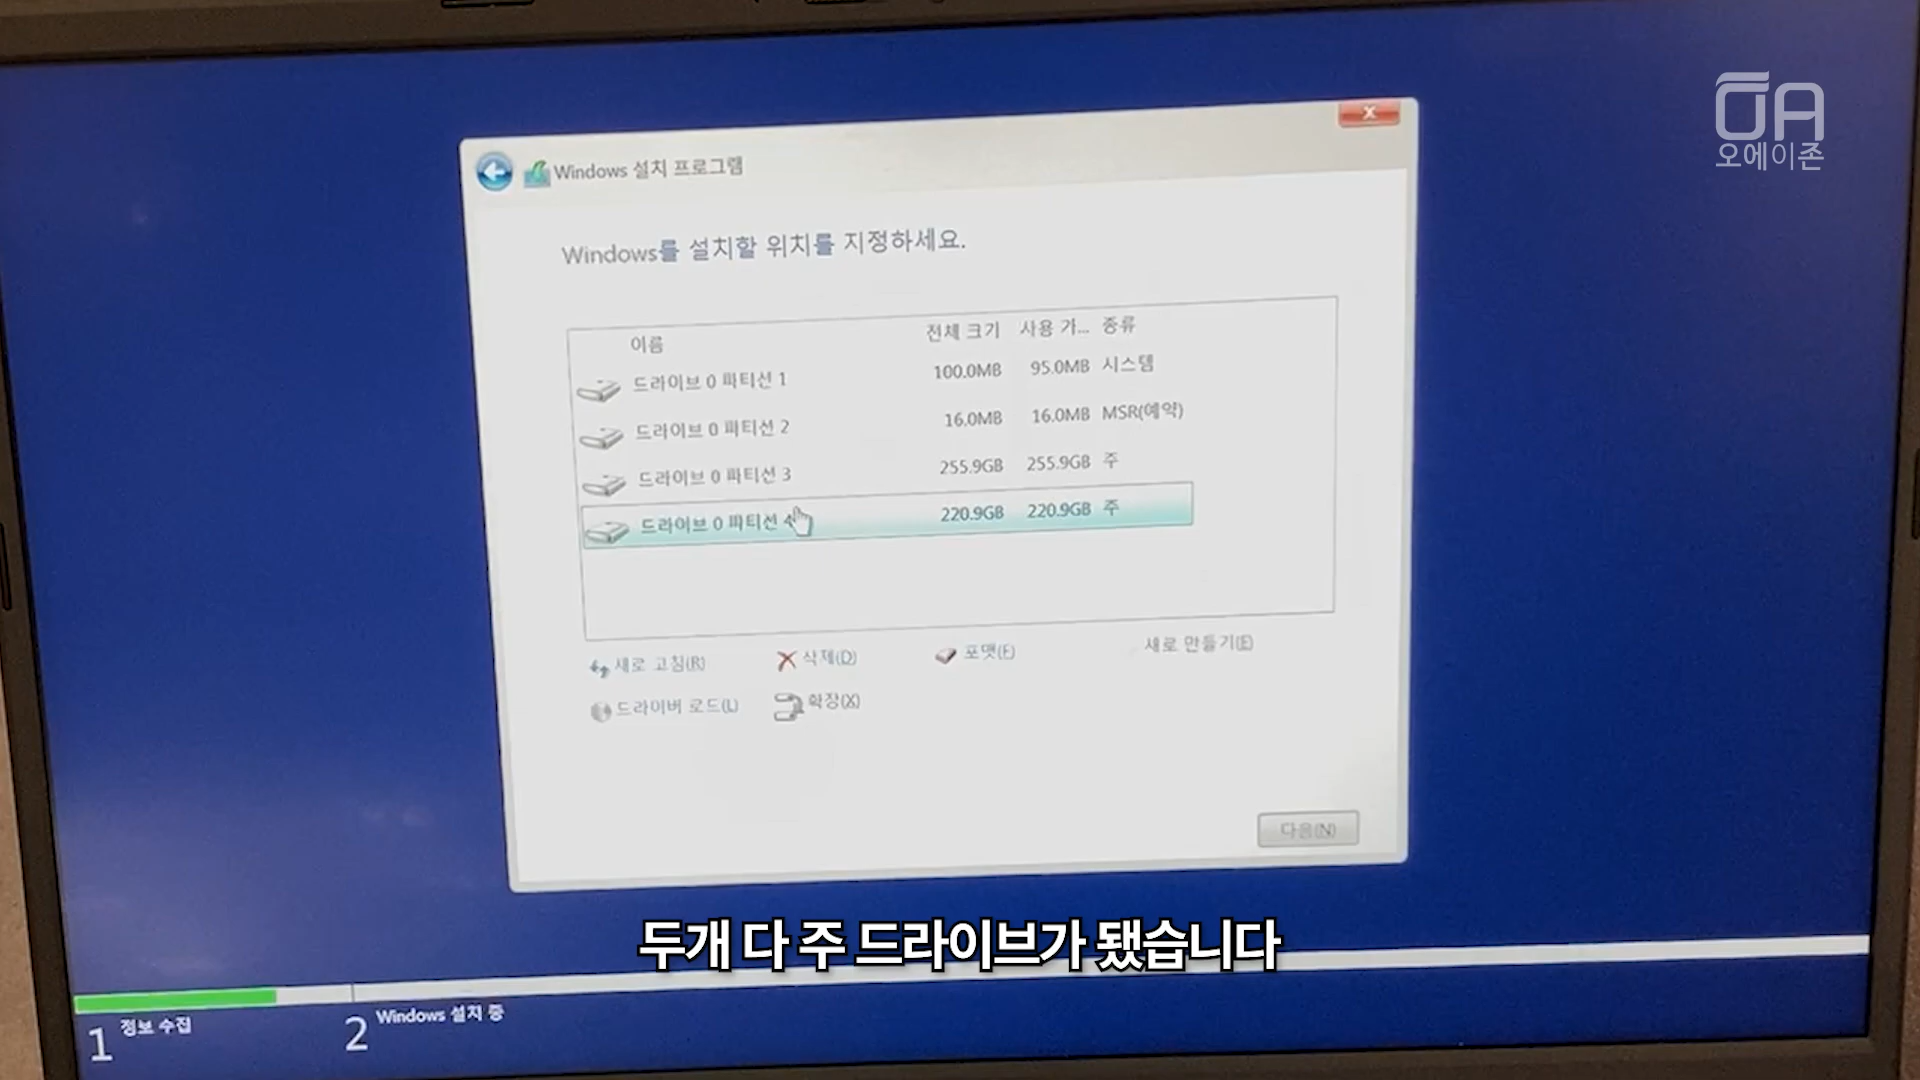 오에이존
Windows 설치 프로그램
Windows를 설치할 위치를 지정하세요.
이름 전체 크기 사용 가... 종류
드라이브 0 파티션 1 100.0MB 95.0MB 시스템
드라이브 0 파티션 2 16.0MB 16.0MB MSR(예약)
드라이브 0 파티션 3 255.9GB 255.9GB 주
드라이브 0 파티션 4 220.9GB 220.9GB 주
새로 고침(R) 삭제(D) 포맷(F) 새로 만들기(E)
드라이버 로드(L) 확장(X)
다음(N)
두개 다 주 드라이브가 됐습니다
1 정보 수집 2 Windows 설치 중